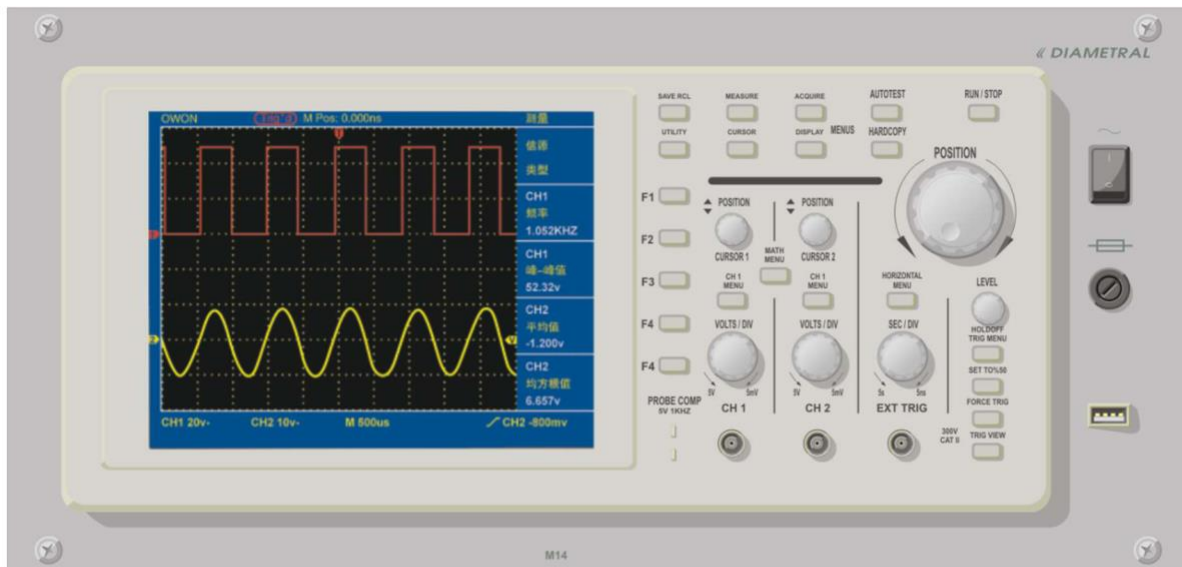 DIAMETRAL
OWON
Trig'd M Pos: 0.000ns
测量
信源
类型
CH1
频率
1.052KHZ
CH1
峰-峰值
52.32v
CH2
平均值
-1.200v
CH2
均方根值
6.657v
CH1 20v- CH2 10v- M 500us CH2 -800mv
SAVE RCL MEASURE ACQUIRE AUTOTEST RUN / STOP
UTILITY CURSOR DISPLAY MENUS HARDCOPY
POSITION
F1
F2
F3
F4
F4
POSITION
CURSOR 1
MATH
MENU
POSITION
CURSOR 2
CH 1
MENU
CH 1
MENU
HORIZONTAL
MENU
LEVEL
VOLTS / DIV
5V 5mV
CH 1
VOLTS / DIV
5V 5mV
CH 2
SEC / DIV
5s 5ns
EXT TRIG
HOLDOFF
TRIG MENU
SET TO%50
FORCE TRIG
TRIG VIEW
PROBE COMP
5V 1KHZ
300V
CAT II
M14